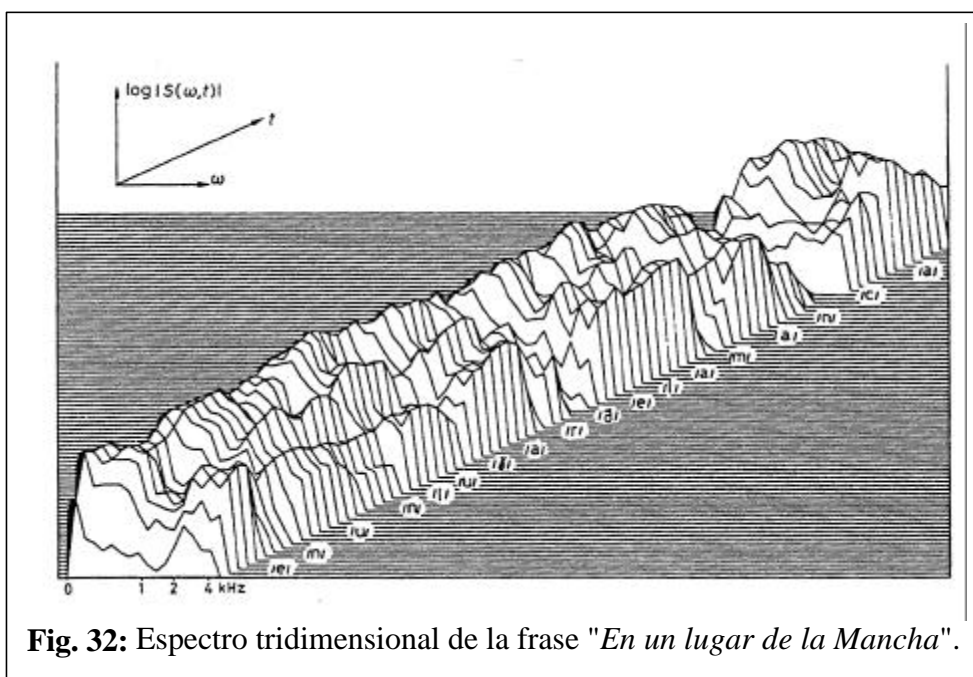 log | S(ω,t)|
t
ω
|a|
|n|
|a|
|m|
|a|
|l|
|e|
|a|
|u|
|l|
|n|
|u|
|n|
|e|
0 1 2 4 kHz
Fig. 32: Espectro tridimensional de la frase "En un lugar de la Mancha".